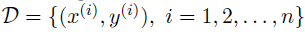 𝒟 = {(x^{(i)}, y^{(i)}), i = 1, 2, . . . , n}